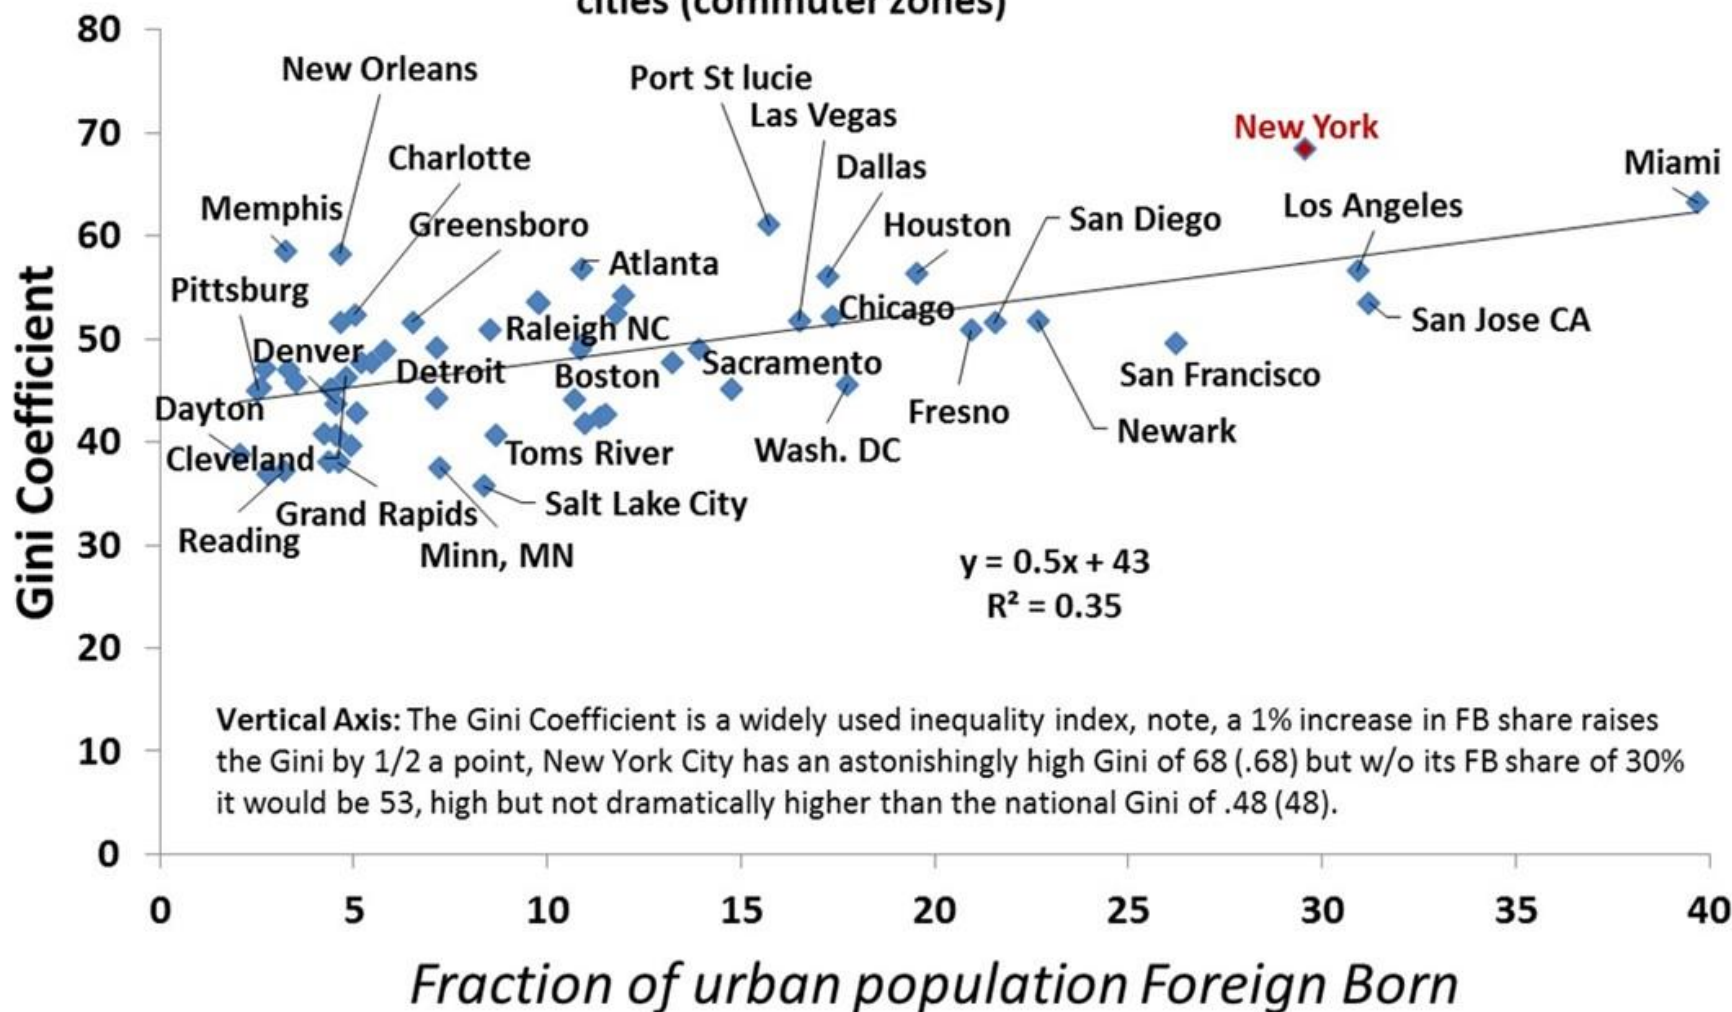 cities (commuter zones)
80
70
60
50
40
30
20
10
0
Gini Coefficient
New Orleans
Port St lucie
Las Vegas
New York
Charlotte
Dallas
Miami
Memphis
Greensboro
Houston
San Diego
Los Angeles
Atlanta
Pittsburg
Chicago
San Jose CA
Raleigh NC
Denver
Detroit
Boston
Sacramento
San Francisco
Dayton
Fresno
Newark
Cleveland
Toms River
Wash. DC
Grand Rapids
Salt Lake City
Reading
Minn, MN
y = 0.5x + 43
R² = 0.35
Vertical Axis: The Gini Coefficient is a widely used inequality index, note, a 1% increase in FB share raises
the Gini by 1/2 a point, New York City has an astonishingly high Gini of 68 (.68) but w/o its FB share of 30%
it would be 53, high but not dramatically higher than the national Gini of .48 (48).
0 5 10 15 20 25 30 35 40
Fraction of urban population Foreign Born